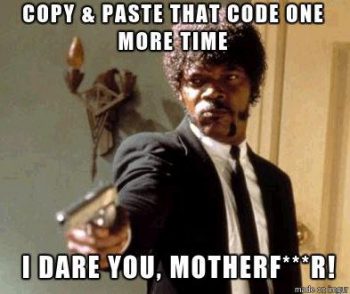 COPY & PASTE THAT CODE ONE
MORE TIME
I DARE YOU, MOTHERF***R!
made on imgur